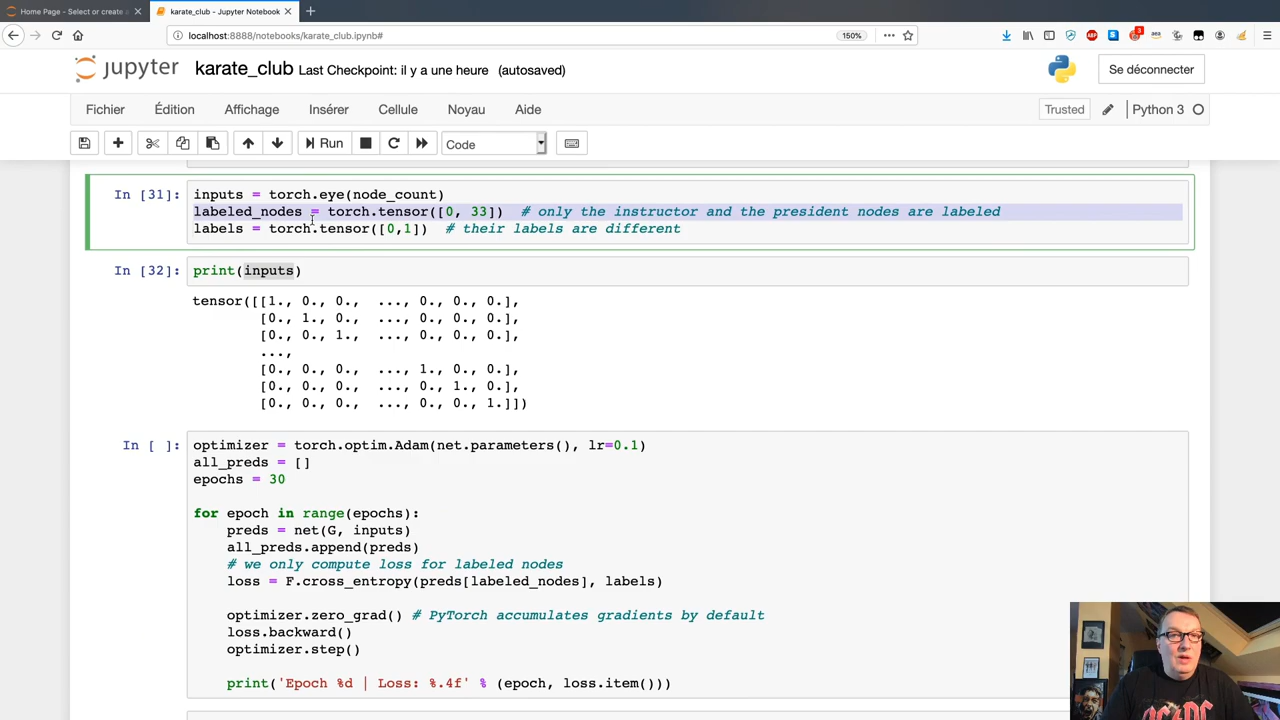 Home Page - Select or create a
karate_club - Jupyter Notebook
localhost:8888/notebooks/karate_club.ipynb#
150%
jupyter karate_club Last Checkpoint: il y a une heure (autosaved)
Se déconnecter
Fichier Édition Affichage Insérer Cellule Noyau Aide
Trusted
Python 3
Run
Code
In [31]:
inputs = torch.eye(node_count)
labeled_nodes = torch.tensor([0, 33])  # only the instructor and the president nodes are labeled
labels = torch.tensor([0,1])  # their labels are different
In [32]:
print(inputs)
tensor([[1., 0., 0.,  ..., 0., 0., 0.],
[0., 1., 0.,  ..., 0., 0., 0.],
[0., 0., 1.,  ..., 0., 0., 0.],
...,
[0., 0., 0.,  ..., 1., 0., 0.],
[0., 0., 0.,  ..., 0., 1., 0.],
[0., 0., 0.,  ..., 0., 0., 1.]])
In [ ]:
optimizer = torch.optim.Adam(net.parameters(), lr=0.1)
all_preds = []
epochs = 30
for epoch in range(epochs):
preds = net(G, inputs)
all_preds.append(preds)
# we only compute loss for labeled nodes
loss = F.cross_entropy(preds[labeled_nodes], labels)
optimizer.zero_grad() # PyTorch accumulates gradients by default
loss.backward()
optimizer.step()
print('Epoch %d | Loss: %.4f' % (epoch, loss.item()))